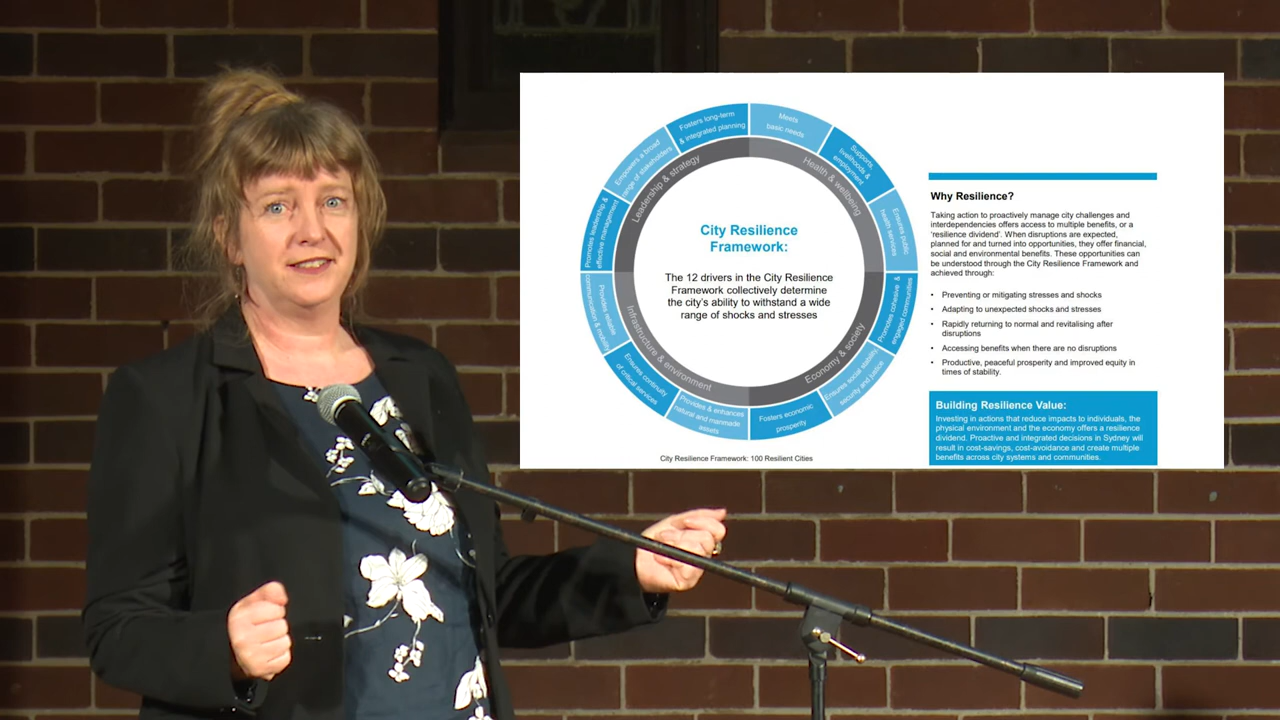 Fosters long-term
& integrated planning
Meets
basic needs
Supports
livelihoods &
employment
Ensures public
health services
Promotes cohesive &
engaged communities
Ensures social stability,
security and justice
Fosters economic
prosperity
Provides & enhances
natural and manmade
assets
Ensures continuity
of critical services
Provides reliable
communication & mobility
Promotes leadership &
effective management
Empowers a broad
range of stakeholders
Leadership & strategy
Health & wellbeing
Economy & society
Infrastructure & environment
City Resilience
Framework:
The 12 drivers in the City Resilience
Framework collectively determine
the city's ability to withstand a wide
range of shocks and stresses
City Resilience Framework: 100 Resilient Cities
Why Resilience?
Taking action to proactively manage city challenges and
interdependencies offers access to multiple benefits, or a
'resilience dividend'. When disruptions are expected,
planned for and turned into opportunities, they offer financial,
social and environmental benefits. These opportunities can
be understood through the City Resilience Framework and
achieved through:
• Preventing or mitigating stresses and shocks
• Adapting to unexpected shocks and stresses
• Rapidly returning to normal and revitalising after
disruptions
• Accessing benefits when there are no disruptions
• Productive, peaceful prosperity and improved equity in
times of stability.
Building Resilience Value:
Investing in actions that reduce impacts to individuals, the
physical environment and the economy offers a resilience
dividend. Proactive and integrated decisions in Sydney will
result in cost-savings, cost-avoidance and create multiple
benefits across city systems and communities.